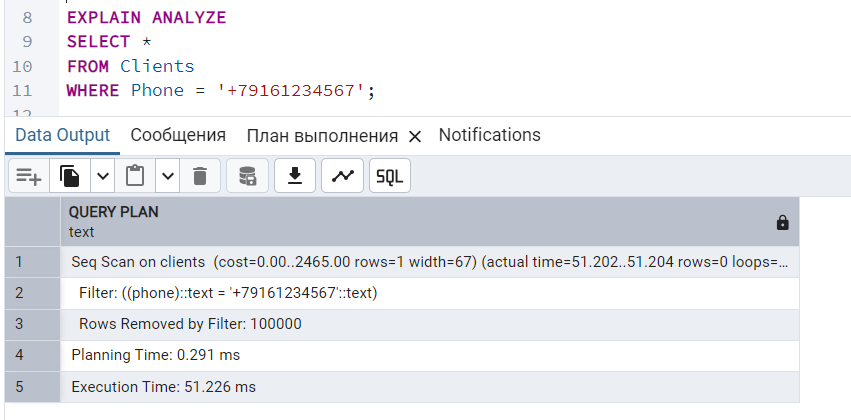 8 EXPLAIN ANALYZE
9 SELECT *
10 FROM Clients
11 WHERE Phone = '+79161234567';
12
Data Output Сообщения План выполнения × Notifications
SQL
QUERY PLAN
text
1 Seq Scan on clients (cost=0.00..2465.00 rows=1 width=67) (actual time=51.202..51.204 rows=0 loops=...
2 Filter: ((phone)::text = '+79161234567'::text)
3 Rows Removed by Filter: 100000
4 Planning Time: 0.291 ms
5 Execution Time: 51.226 ms